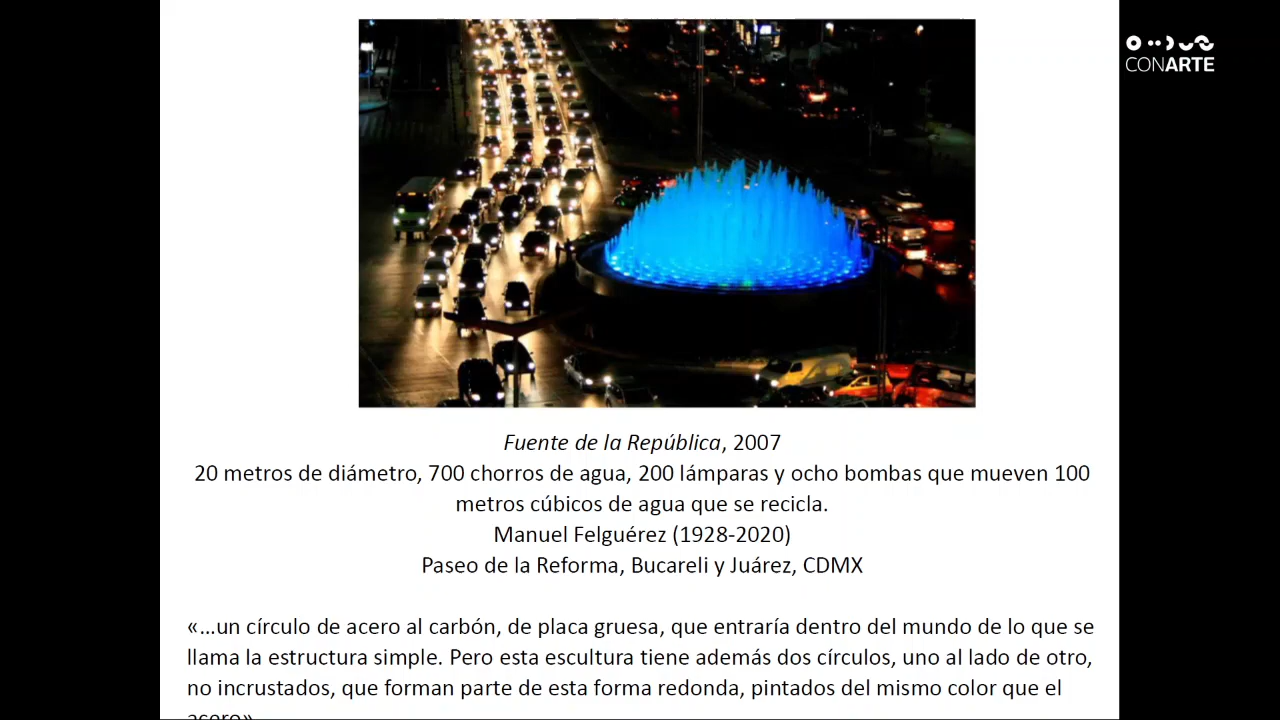 CONARTE
Fuente de la República, 2007
20 metros de diámetro, 700 chorros de agua, 200 lámparas y ocho bombas que mueven 100
metros cúbicos de agua que se recicla.
Manuel Felguérez (1928-2020)
Paseo de la Reforma, Bucareli y Juárez, CDMX
«…un círculo de acero al carbón, de placa gruesa, que entraría dentro del mundo de lo que se
llama la estructura simple. Pero esta escultura tiene además dos círculos, uno al lado de otro,
no incrustados, que forman parte de esta forma redonda, pintados del mismo color que el
acero»